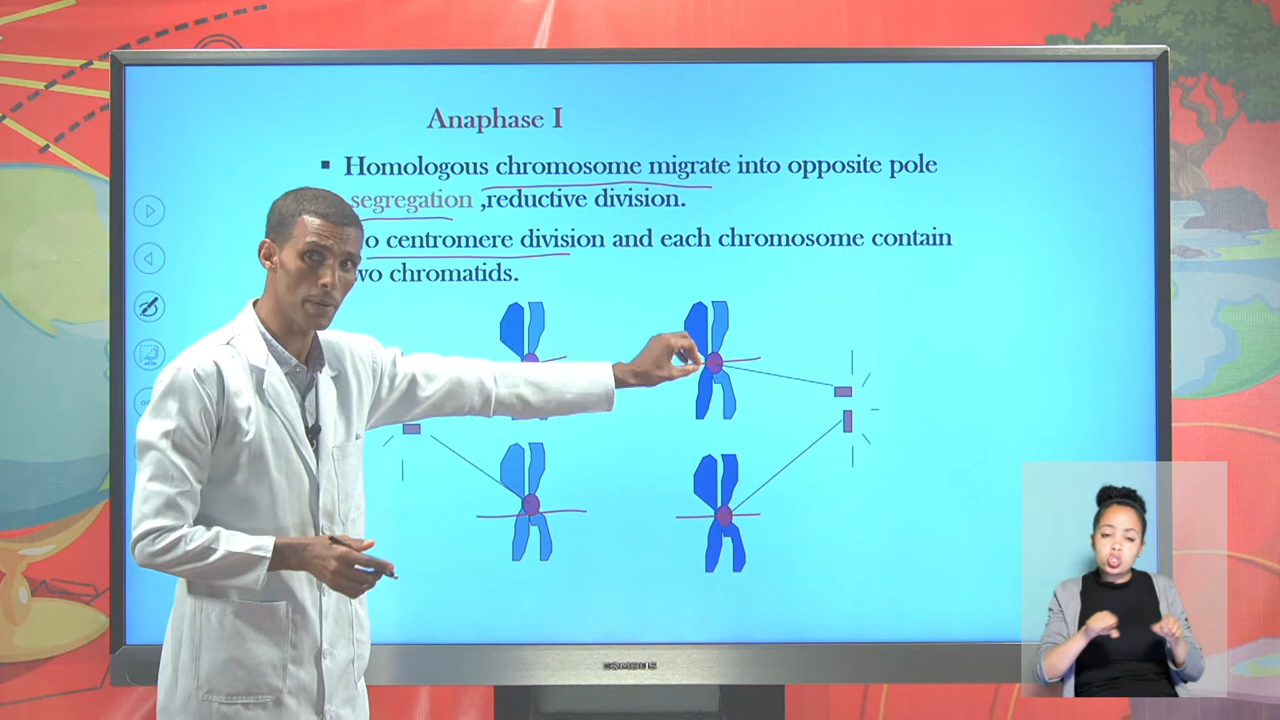 Anaphase I
▪ Homologous chromosome migrate into opposite pole
segregation ,reductive division.
centromere division and each chromosome contain
chromatids.